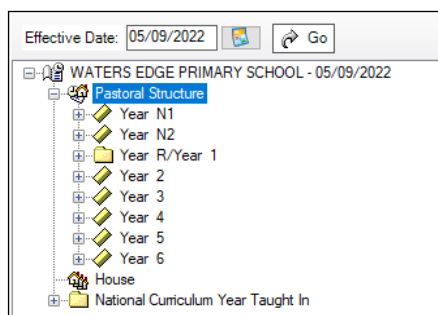 Effective Date: 05/09/2022 Go
WATERS EDGE PRIMARY SCHOOL - 05/09/2022
Pastoral Structure
Year N1
Year N2
Year R/Year 1
Year 2
Year 3
Year 4
Year 5
Year 6
House
National Curriculum Year Taught In